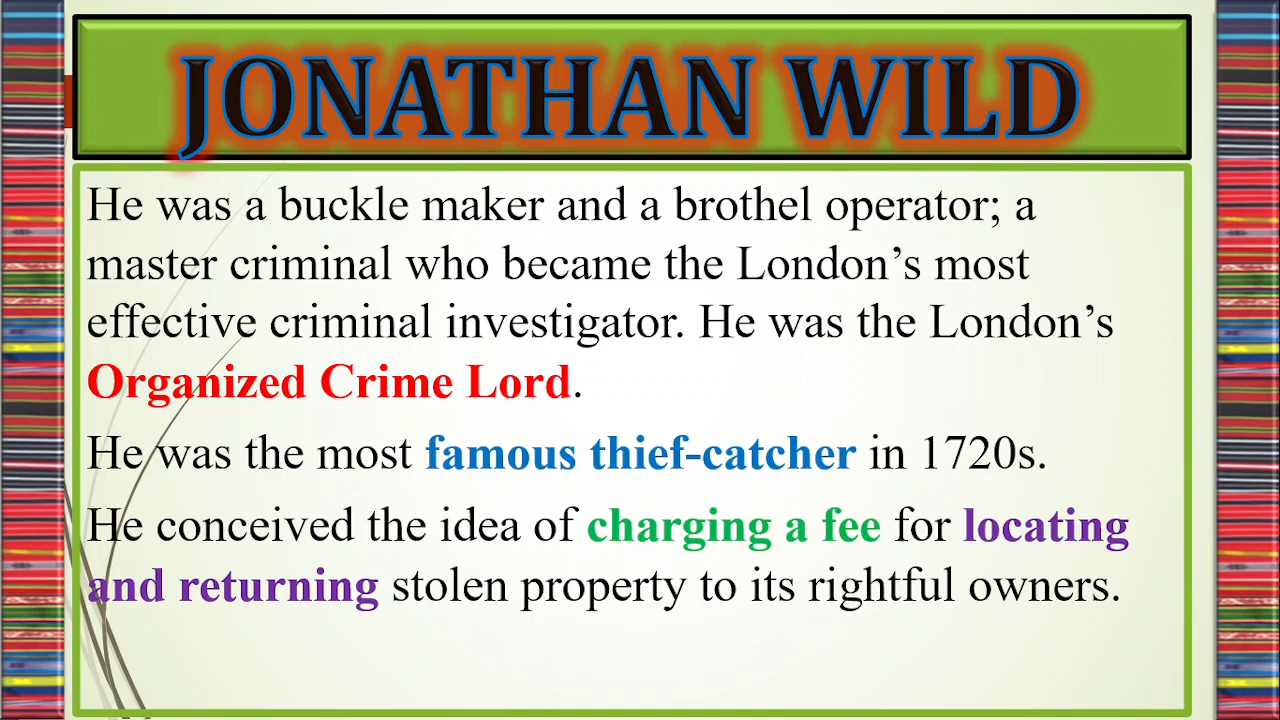 JONATHAN WILD
He was a buckle maker and a brothel operator; a
master criminal who became the London’s most
effective criminal investigator. He was the London’s
Organized Crime Lord.
He was the most famous thief-catcher in 1720s.
He conceived the idea of charging a fee for locating
and returning stolen property to its rightful owners.